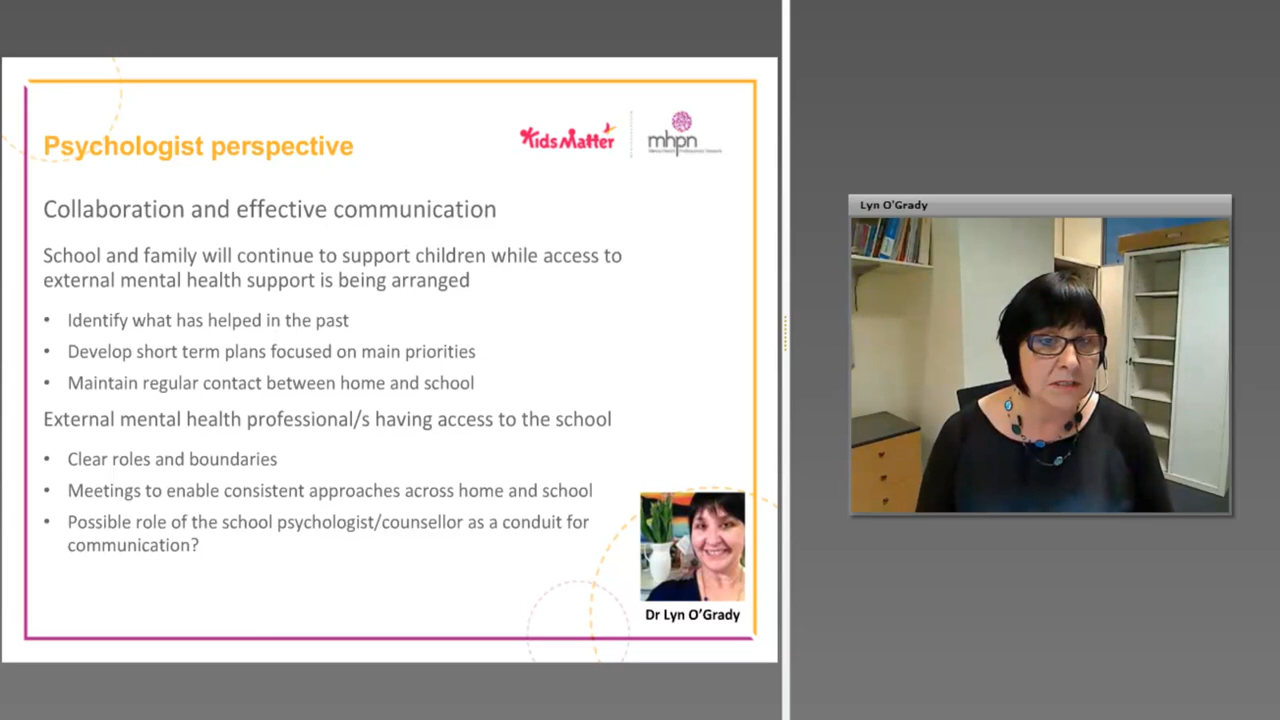 Psychologist perspective
KidsMatter
mhpn
Collaboration and effective communication
School and family will continue to support children while access to
external mental health support is being arranged
• Identify what has helped in the past
• Develop short term plans focused on main priorities
• Maintain regular contact between home and school
External mental health professional/s having access to the school
• Clear roles and boundaries
• Meetings to enable consistent approaches across home and school
• Possible role of the school psychologist/counsellor as a conduit for
communication?
Dr Lyn O'Grady
Lyn O'Grady